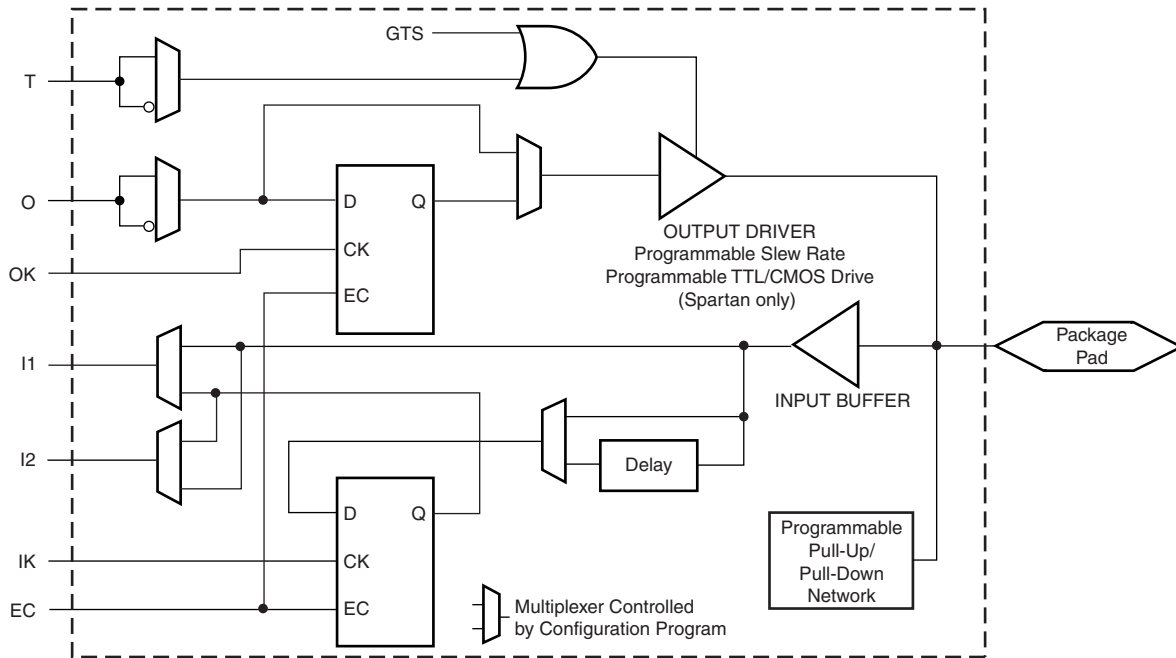 GTS
T
O
D
Q
OUTPUT DRIVER
Programmable Slew Rate
Programmable TTL/CMOS Drive
(Spartan only)
CK
OK
EC
I1
Package
Pad
INPUT BUFFER
I2
Delay
D
Q
Programmable
Pull-Up/
Pull-Down
Network
IK
CK
EC
EC
Multiplexer Controlled
by Configuration Program